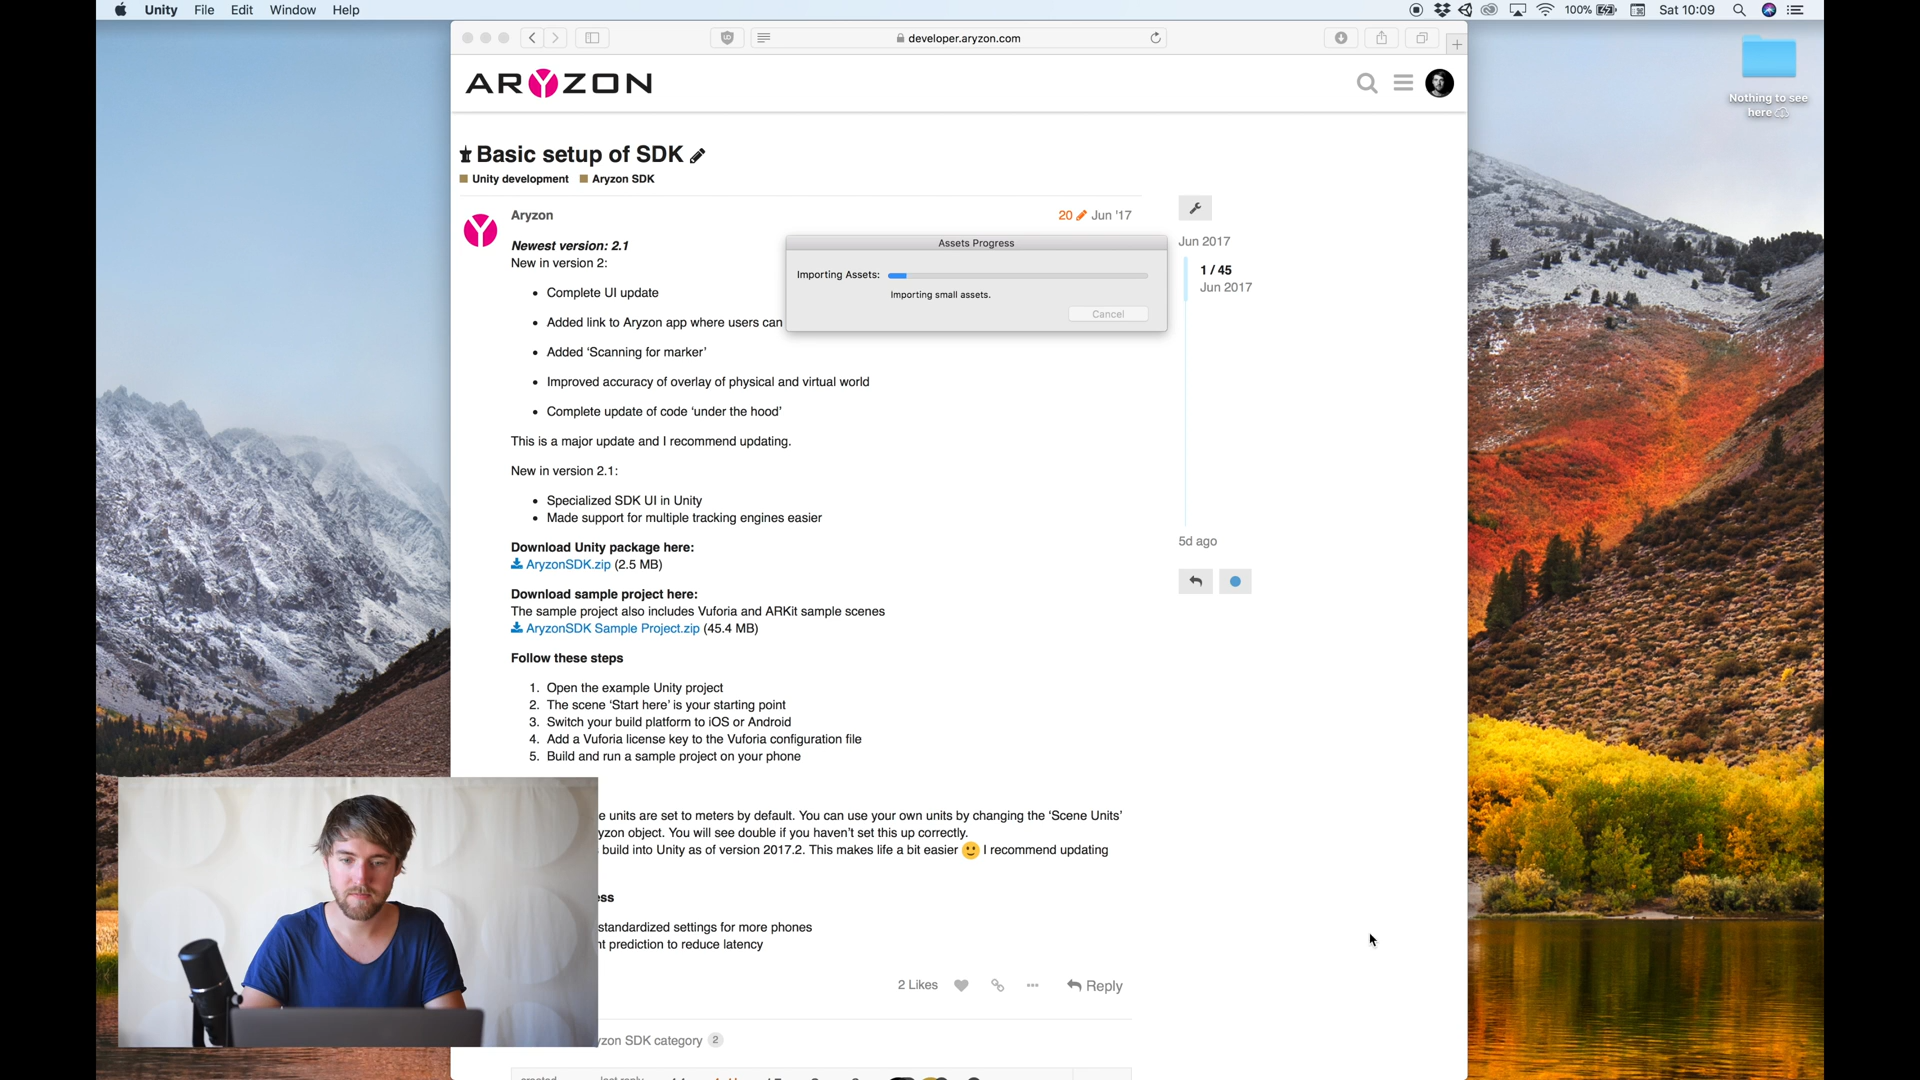 Unity File Edit Window Help
100% Sat 10:09
developer.aryzon.com
Nothing to see
here
ARYZON
Basic setup of SDK
Unity development Aryzon SDK
Aryzon 20 Jun '17
Newest version: 2.1
New in version 2:
Complete UI update
Added link to Aryzon app where users can
Added ‘Scanning for marker’
Improved accuracy of overlay of physical and virtual world
Complete update of code ‘under the hood’
This is a major update and I recommend updating.
New in version 2.1:
Specialized SDK UI in Unity
Made support for multiple tracking engines easier
Download Unity package here:
AryzonSDK.zip (2.5 MB)
Download sample project here:
The sample project also includes Vuforia and ARKit sample scenes
AryzonSDK Sample Project.zip (45.4 MB)
Follow these steps
1. Open the example Unity project
2. The scene ‘Start here’ is your starting point
3. Switch your build platform to iOS or Android
4. Add a Vuforia license key to the Vuforia configuration file
5. Build and run a sample project on your phone
e units are set to meters by default. You can use your own units by changing the ‘Scene Units’
yzon object. You will see double if you haven’t set this up correctly.
build into Unity as of version 2017.2. This makes life a bit easier 🙂 I recommend updating
ess
standardized settings for more phones
nt prediction to reduce latency
2 Likes Reply
yzon SDK category 2
Assets Progress
Importing Assets:
Importing small assets.
Cancel
Jun 2017
1 / 45
Jun 2017
5d ago